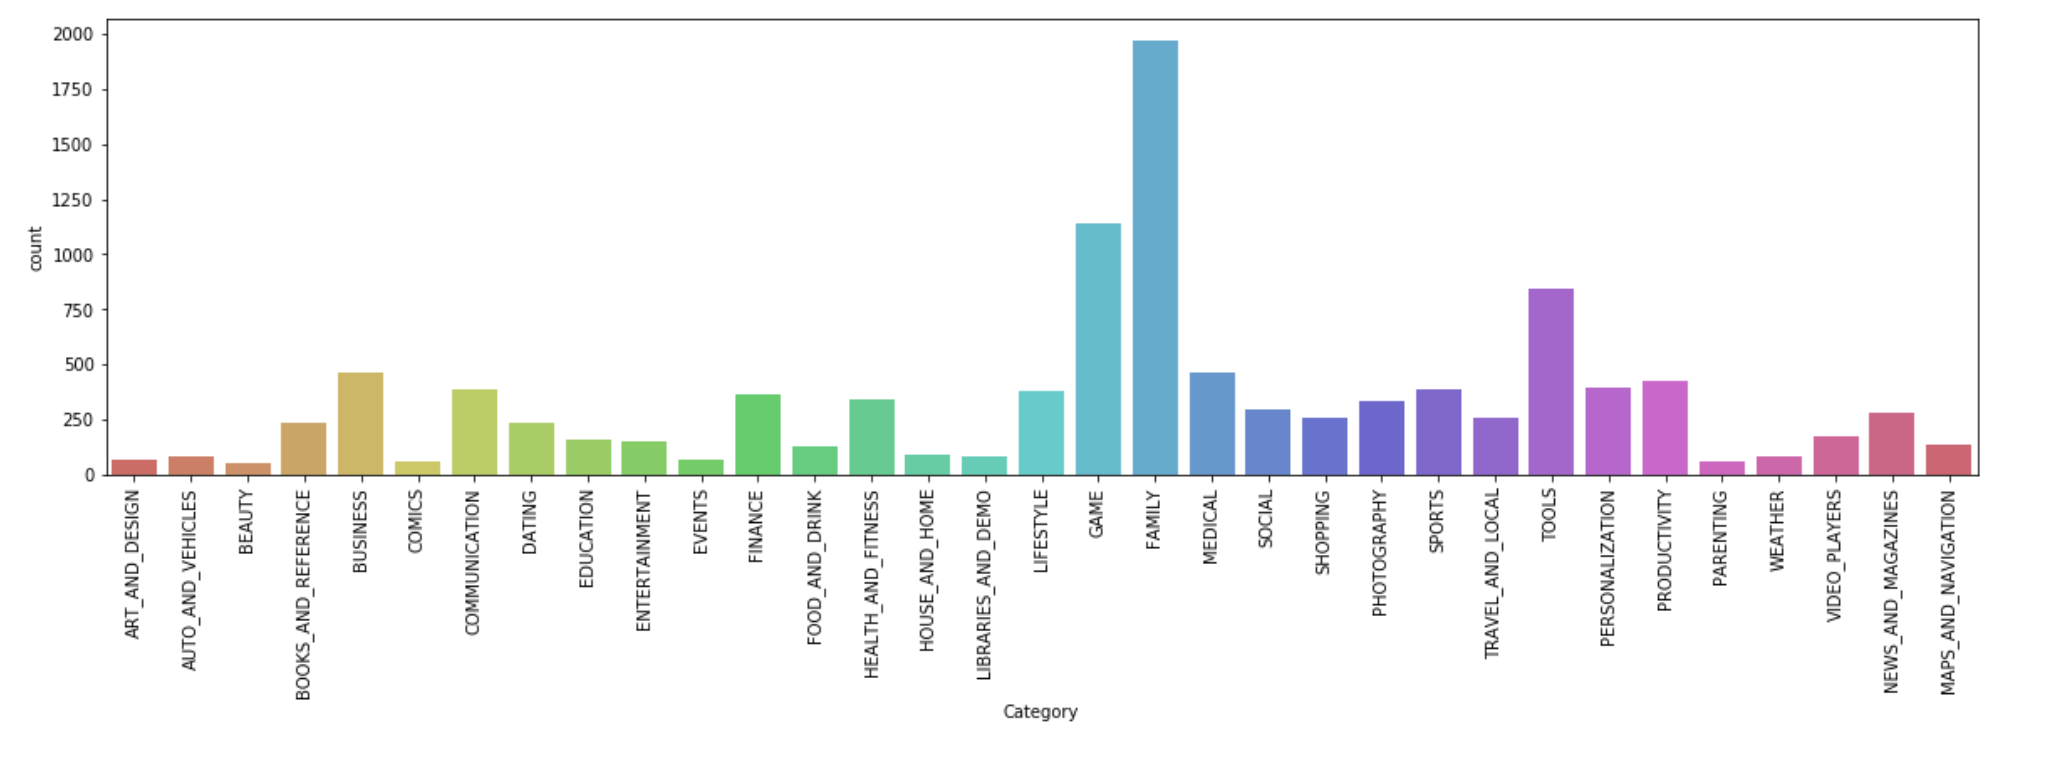 2000
1750
1500
1250
1000
750
500
250
0
count
ART_AND_DESIGN
AUTO_AND_VEHICLES
BEAUTY
BOOKS_AND_REFERENCE
BUSINESS
COMICS
COMMUNICATION
DATING
EDUCATION
ENTERTAINMENT
EVENTS
FINANCE
FOOD_AND_DRINK
HEALTH_AND_FITNESS
HOUSE_AND_HOME
LIBRARIES_AND_DEMO
LIFESTYLE
GAME
FAMILY
MEDICAL
SOCIAL
SHOPPING
PHOTOGRAPHY
SPORTS
TRAVEL_AND_LOCAL
TOOLS
PERSONALIZATION
PRODUCTIVITY
PARENTING
WEATHER
VIDEO_PLAYERS
NEWS_AND_MAGAZINES
MAPS_AND_NAVIGATION
Category